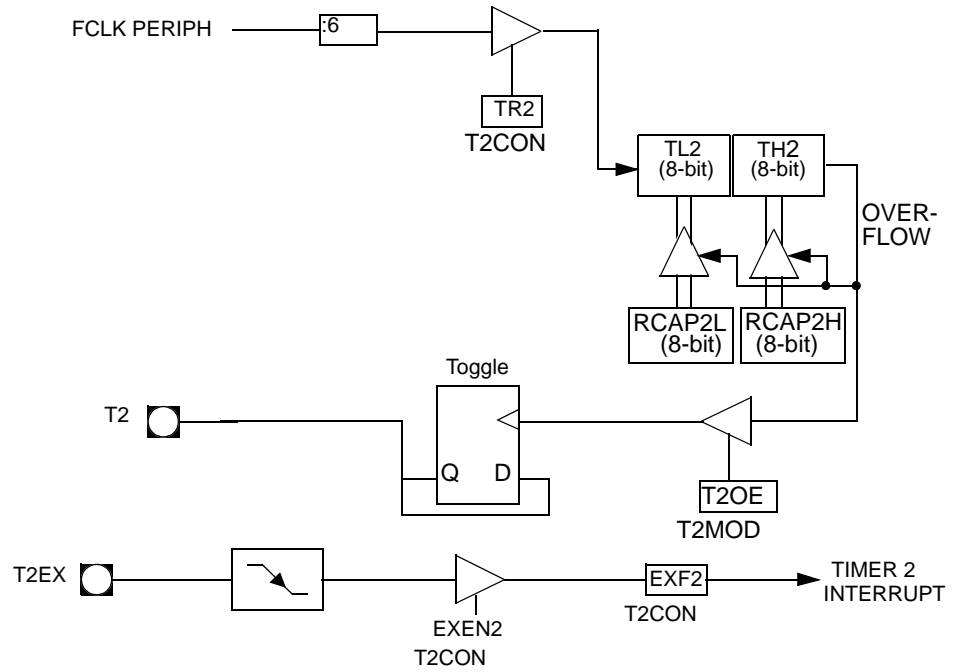 FCLK PERIPH
:6
TR2
T2CON
TL2
(8-bit)
TH2
(8-bit)
OVER-
FLOW
RCAP2L
(8-bit)
RCAP2H
(8-bit)
Toggle
T2
Q
D
T2OE
T2MOD
T2EX
EXEN2
T2CON
EXF2
T2CON
TIMER 2
INTERRUPT